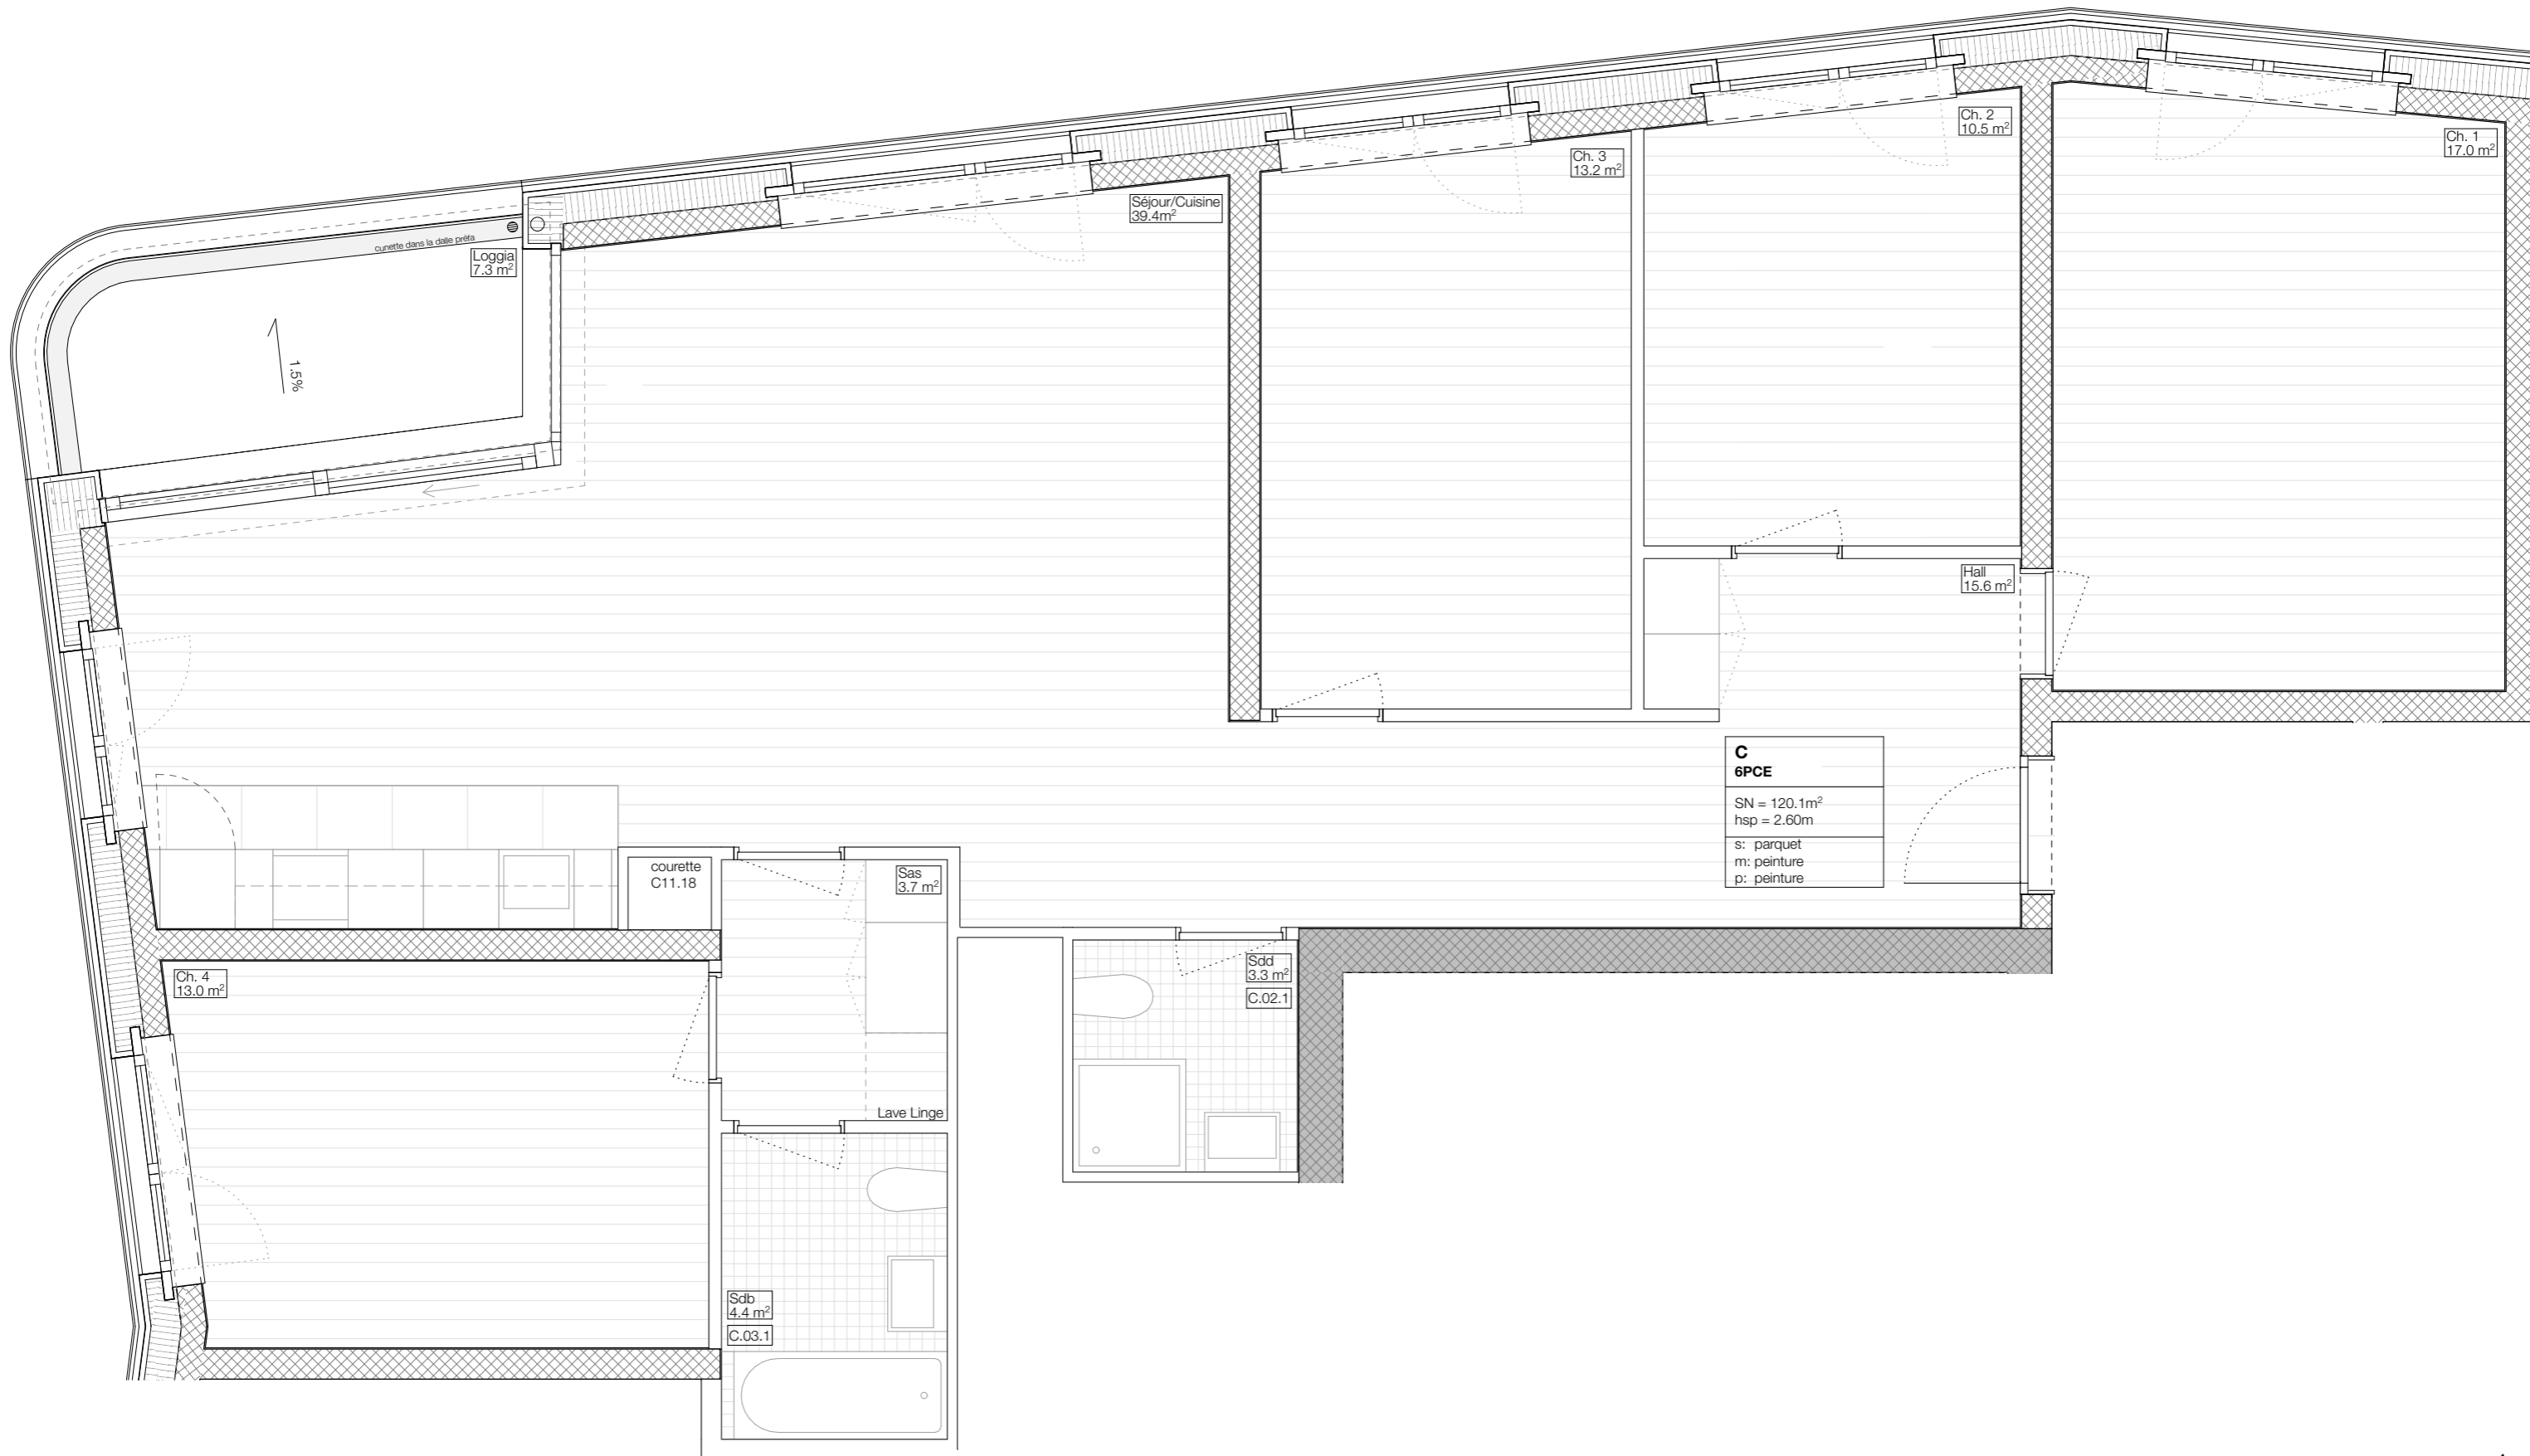 Ch. 2
10.5 m²
Ch. 1
17.0 m²
Ch. 3
13.2 m²
Séjour/Cuisine
39.4m²
cunette dans la dalle préfa
Loggia
7.3 m²
1.5%
Hall
15.6 m²
C
6PCE
SN = 120.1m²
hsp = 2.60m
s: parquet
m: peinture
p: peinture
courette
C11.18
Sas
3.7 m²
Ch. 4
13.0 m²
Sdd
3.3 m²
C.02.1
Lave Linge
Sdb
4.4 m²
C.03.1